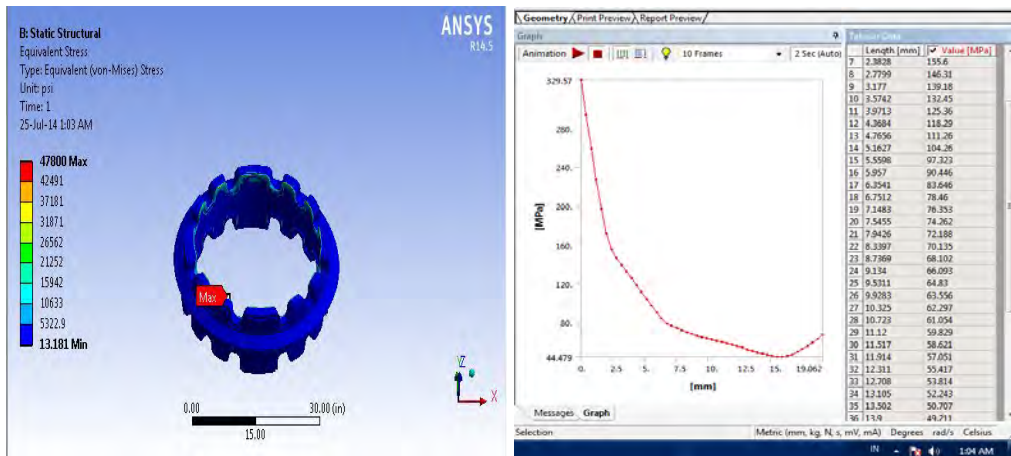 B: Static Structural
Equivalent Stress
Type: Equivalent (von-Mises) Stress
Unit: psi
Time: 1
25-Jul-14 1:03 AM
ANSYS
R14.5
47800 Max
42491
37181
31871
26562
21252
15942
10633
5322.9
13.181 Min
Max
0.00
30.00 (in)
15.00
Z
X
Geometry Print Preview Report Preview
Graph
Animation
10 Frames
2 Sec (Auto)
329.57
280.
240.
200.
160.
120.
80.
44.479
[MPa]
0. 2.5 5. 7.5 10. 12.5 15. 19.062
[mm]
Messages Graph
Tabular Data
Length [mm] Value [MPa]
7 2.3828 155.6
8 2.7799 146.31
9 3.177 139.18
10 3.5742 132.45
11 3.9713 125.36
12 4.3684 118.29
13 4.7656 111.26
14 5.1627 104.26
15 5.5598 97.323
16 5.957 90.446
17 6.3541 83.646
18 6.7512 78.46
19 7.1483 76.353
20 7.5455 74.262
21 7.9426 72.188
22 8.3397 70.135
23 8.7369 68.102
24 9.134 66.093
25 9.5311 64.83
26 9.9283 63.556
27 10.325 62.297
28 10.723 61.054
29 11.12 59.829
30 11.517 58.621
31 11.914 57.051
32 12.311 55.417
33 12.708 53.814
34 13.105 52.243
35 13.502 50.707
36 13.9 49.211
Selection
Metric (mm, kg, N, s, mV, mA) Degrees rad/s Celsius
IN
1:04 AM